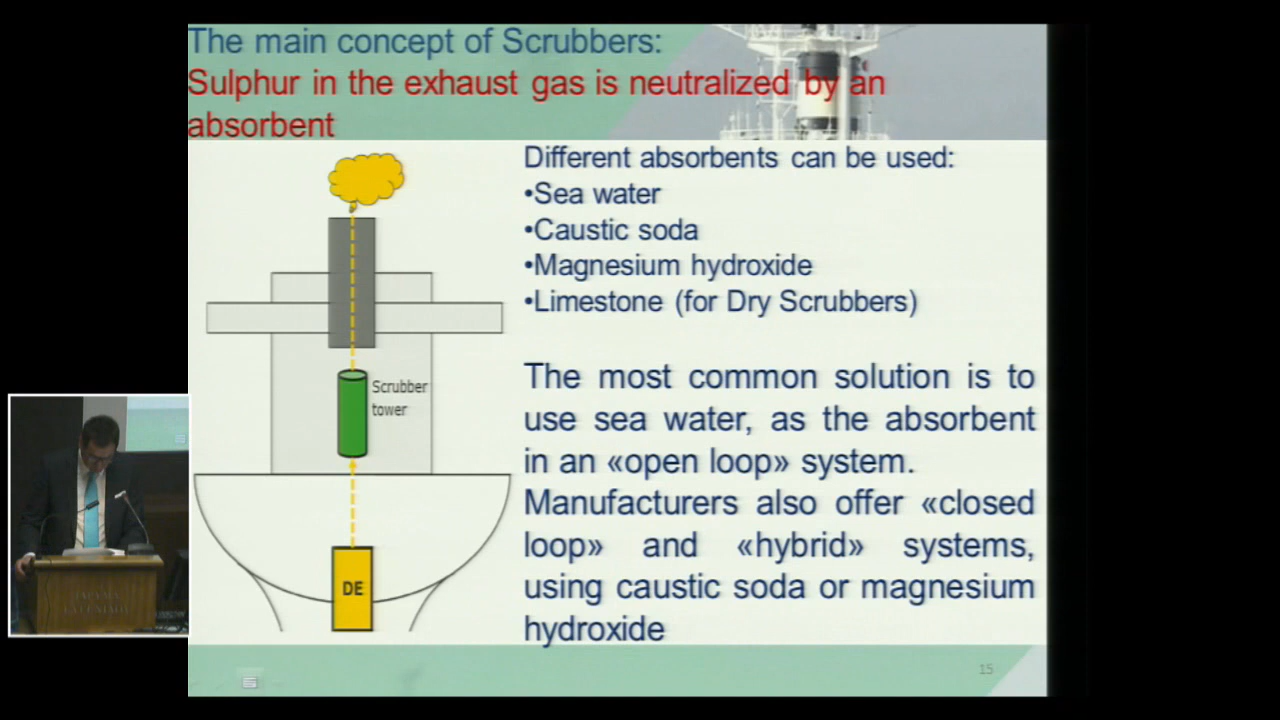 The main concept of Scrubbers:
Sulphur in the exhaust gas is neutralized by an
absorbent
Different absorbents can be used:
•Sea water
•Caustic soda
•Magnesium hydroxide
•Limestone (for Dry Scrubbers)
The most common solution is to
use sea water, as the absorbent
in an «open loop» system.
Manufacturers also offer «closed
loop» and «hybrid» systems,
using caustic soda or magnesium
hydroxide
Scrubber
tower
DE
15